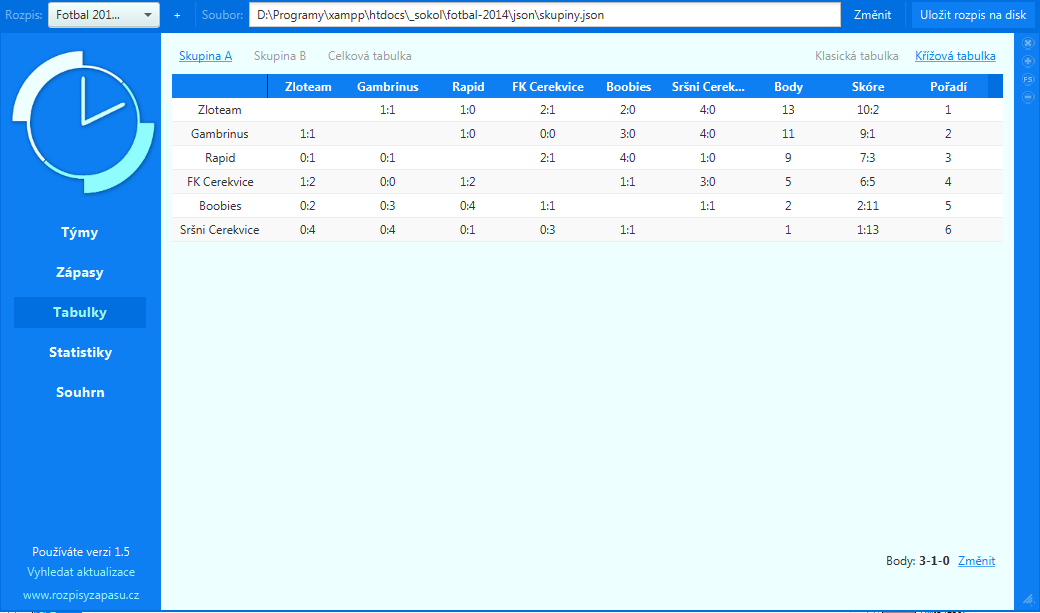 Rozpis: Fotbal 201... + Soubor: D:\Programy\xampp\htdocs\_sokol\fotbal-2014\json\skupiny.json Změnit Uložit rozpis na disk
Skupina A Skupina B Celková tabulka Klasická tabulka Křížová tabulka
Zloteam Gambrinus Rapid FK Cerekvice Boobies Sršni Cerek... Body Skóre Pořadí
Zloteam 1:1 1:0 2:1 2:0 4:0 13 10:2 1
Gambrinus 1:1 1:0 0:0 3:0 4:0 11 9:1 2
Rapid 0:1 0:1 2:1 4:0 1:0 9 7:3 3
FK Cerekvice 1:2 0:0 1:2 1:1 3:0 5 6:5 4
Boobies 0:2 0:3 0:4 1:1 1:1 2 2:11 5
Sršni Cerekvice 0:4 0:4 0:1 0:3 1:1 1 1:13 6
Týmy
Zápasy
Tabulky
Statistiky
Souhrn
Používáte verzi 1.5
Vyhledat aktualizace
www.rozpisyzapasu.cz
Body: 3-1-0 Změnit
FS